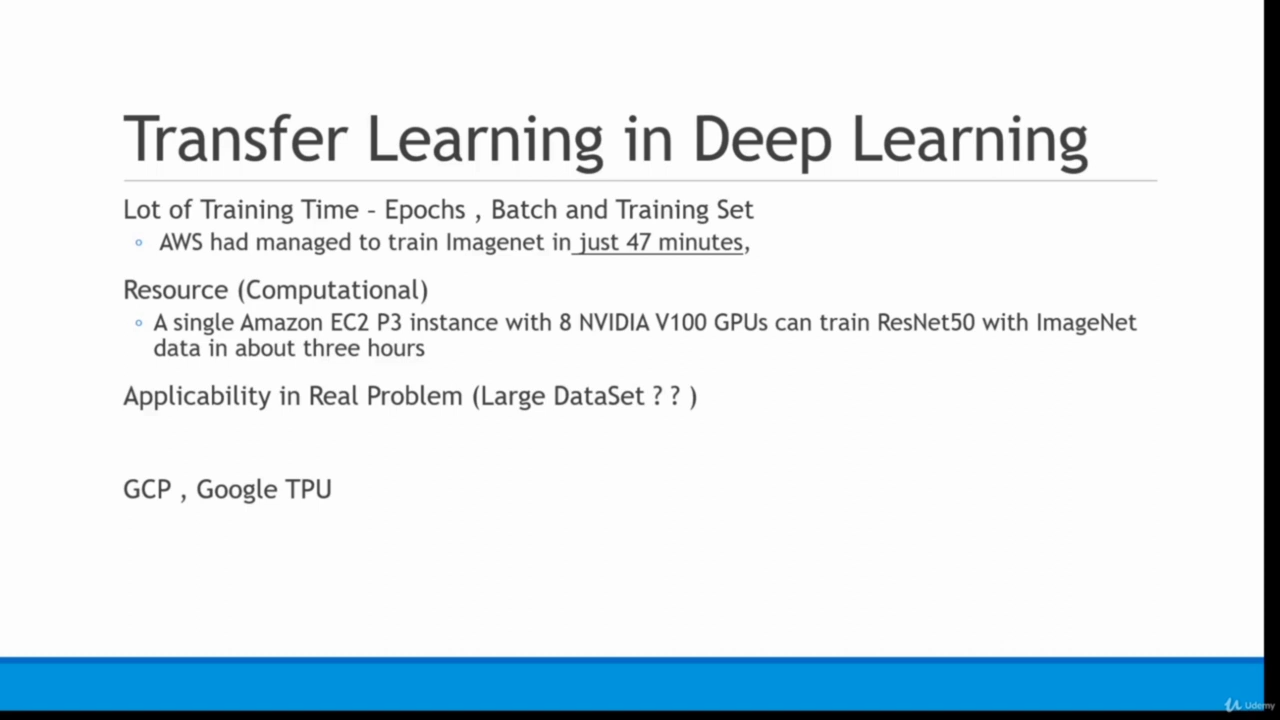 Transfer Learning in Deep Learning
Lot of Training Time – Epochs , Batch and Training Set
◦ AWS had managed to train Imagenet in just 47 minutes,
Resource (Computational)
◦ A single Amazon EC2 P3 instance with 8 NVIDIA V100 GPUs can train ResNet50 with ImageNet
data in about three hours
Applicability in Real Problem (Large DataSet ? ? )
GCP , Google TPU
Udemy